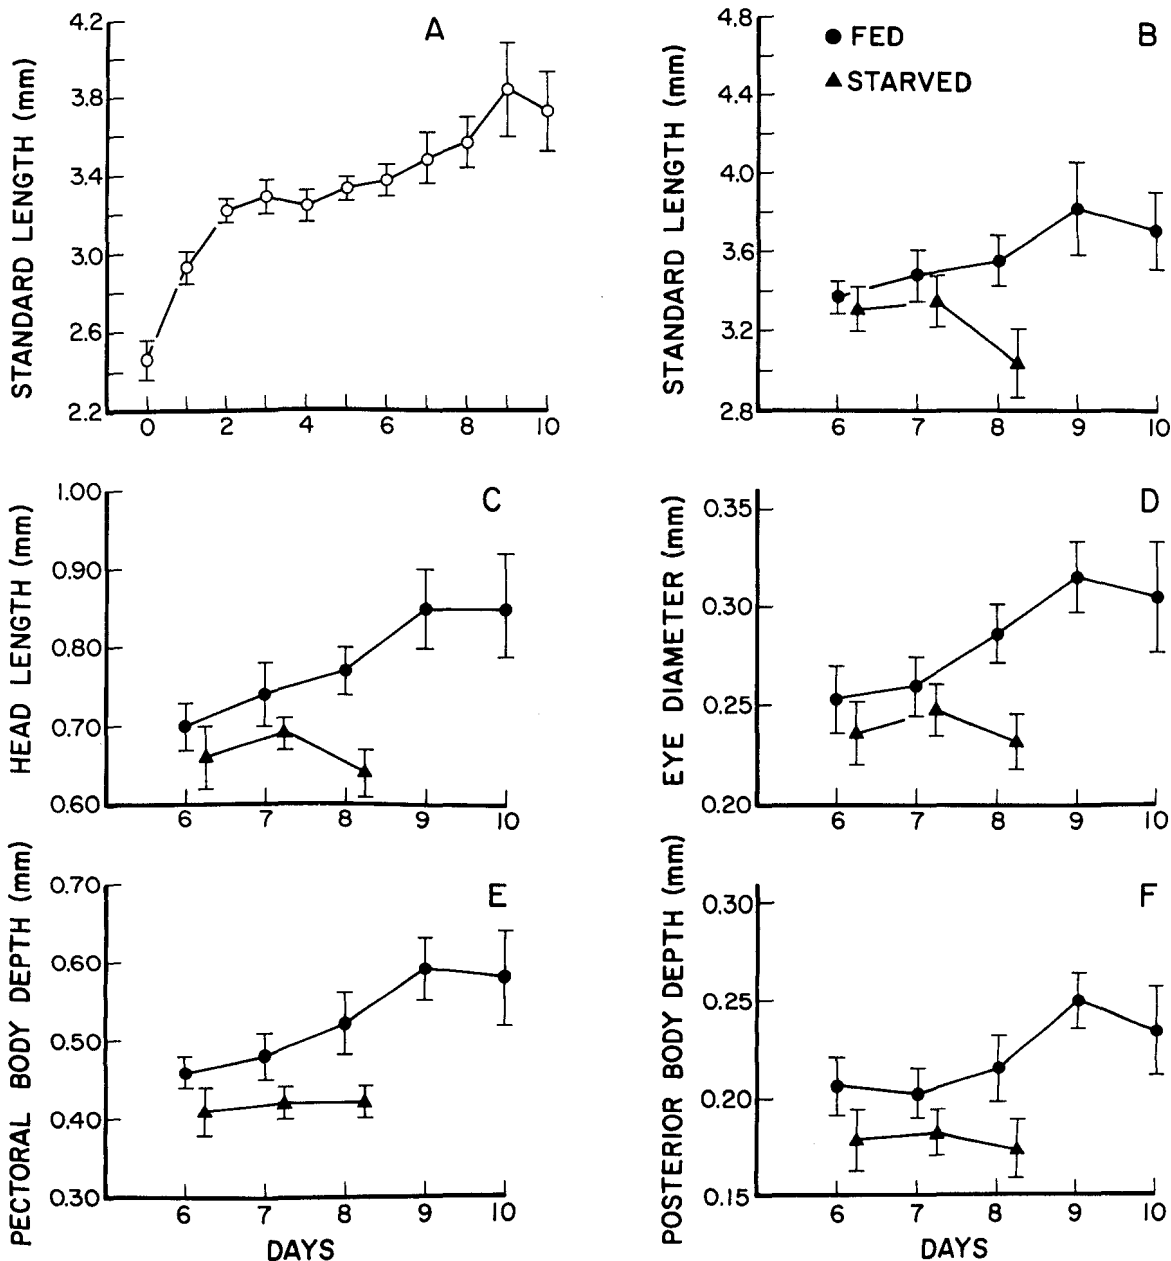 A
STANDARD LENGTH (mm)
4.2
3.8
3.4
3.0
2.6
2.2
0 2 4 6 8 10
B
● FED
▲ STARVED
STANDARD LENGTH (mm)
4.8
4.4
4.0
3.6
3.2
2.8
6 7 8 9 10
C
HEAD LENGTH (mm)
1.00
0.90
0.80
0.70
0.60
6 7 8 9 10
D
EYE DIAMETER (mm)
0.35
0.30
0.25
0.20
6 7 8 9 10
E
PECTORAL BODY DEPTH (mm)
0.70
0.60
0.50
0.40
0.30
6 7 8 9 10
DAYS
F
POSTERIOR BODY DEPTH (mm)
0.30
0.25
0.20
0.15
6 7 8 9 10
DAYS